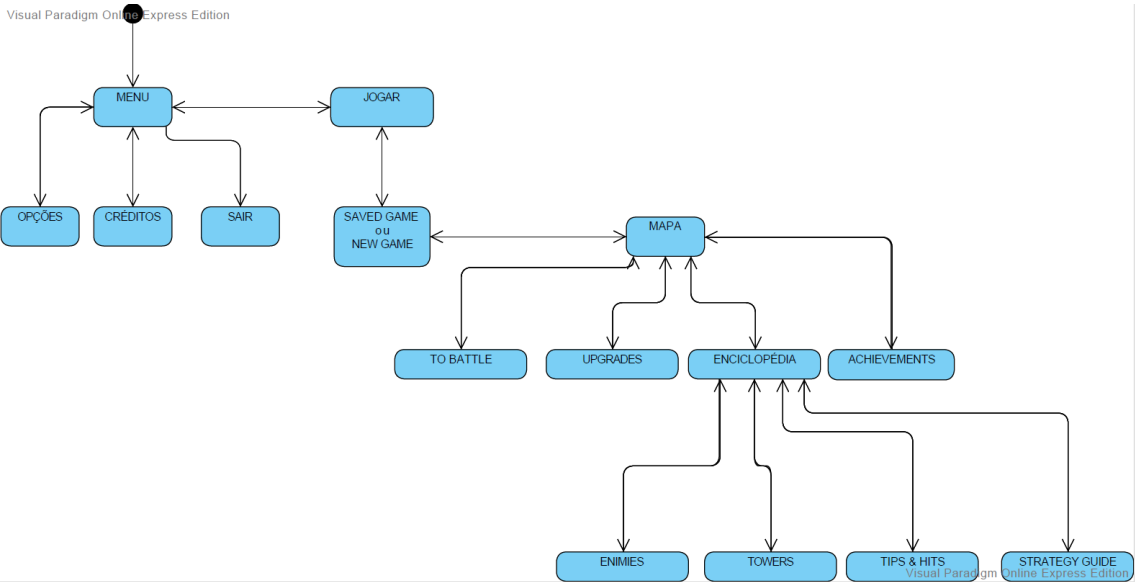 Visual Paradigm Online Express Edition
MENU
JOGAR
OPÇÕES
CRÉDITOS
SAIR
SAVED GAME
ou
NEW GAME
MAPA
TO BATTLE
UPGRADES
ENCICLOPÉDIA
ACHIEVEMENTS
ENIMIES
TOWERS
TIPS & HITS
STRATEGY GUIDE
Visual Paradigm Online Express Edition